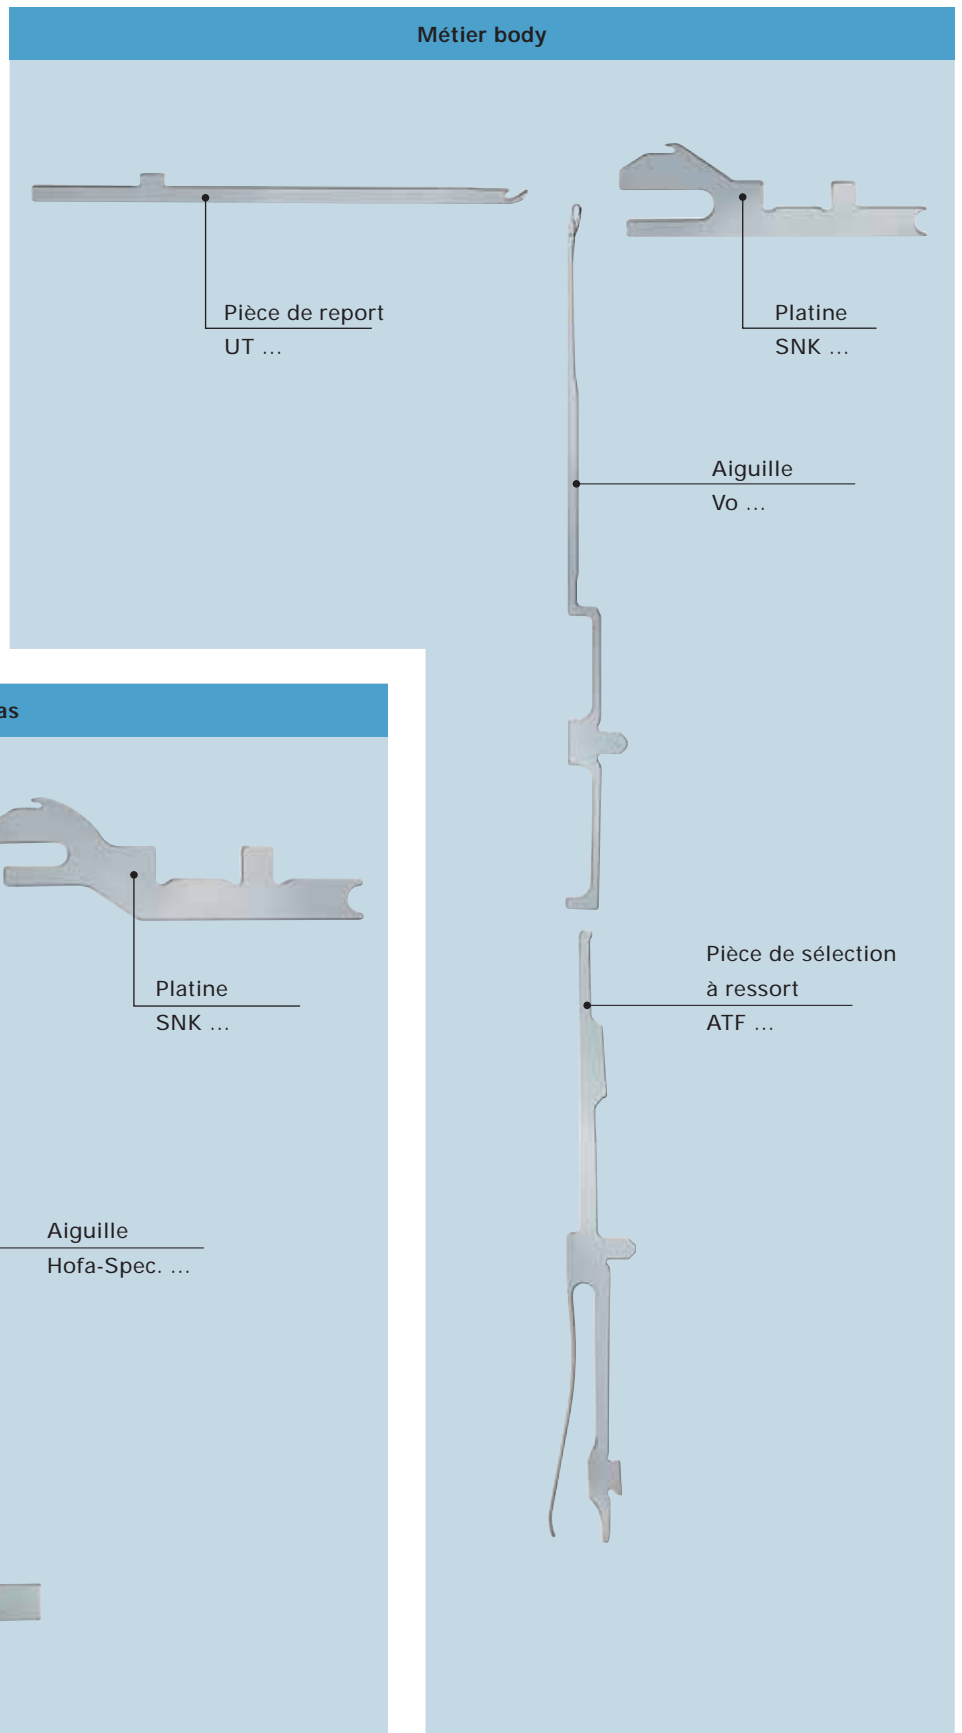 Métier body
Pièce de report
UT ...
Platine
SNK ...
Aiguille
Vo ...
Pièce de sélection
à ressort
ATF ...
as
Platine
SNK ...
Aiguille
Hofa-Spec. ...